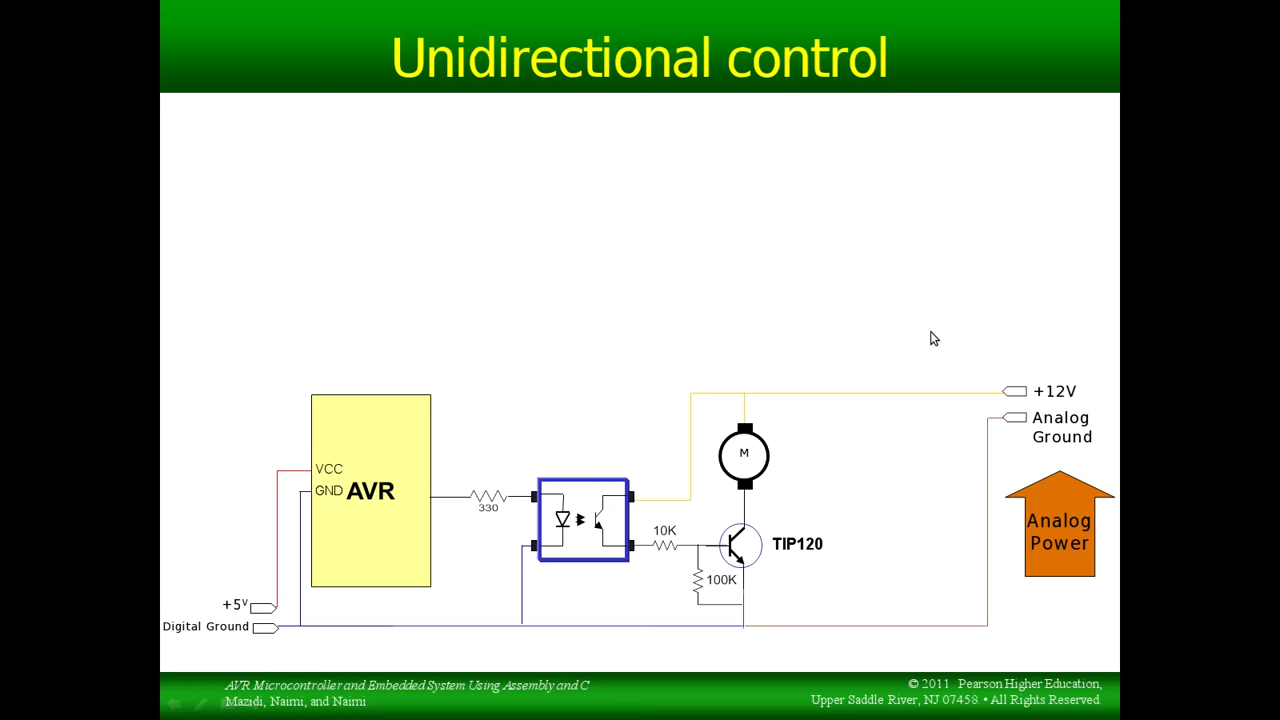 Unidirectional control
+12V
Analog
Ground
VCC
GND AVR
330
10K
TIP120
100K
Analog
Power
+5V
Digital Ground
M
AVR Microcontroller and Embedded System Using Assembly and C
Mazidi, Naimi, and Naimi
© 2011 Pearson Higher Education,
Upper Saddle River, NJ 07458. • All Rights Reserved.